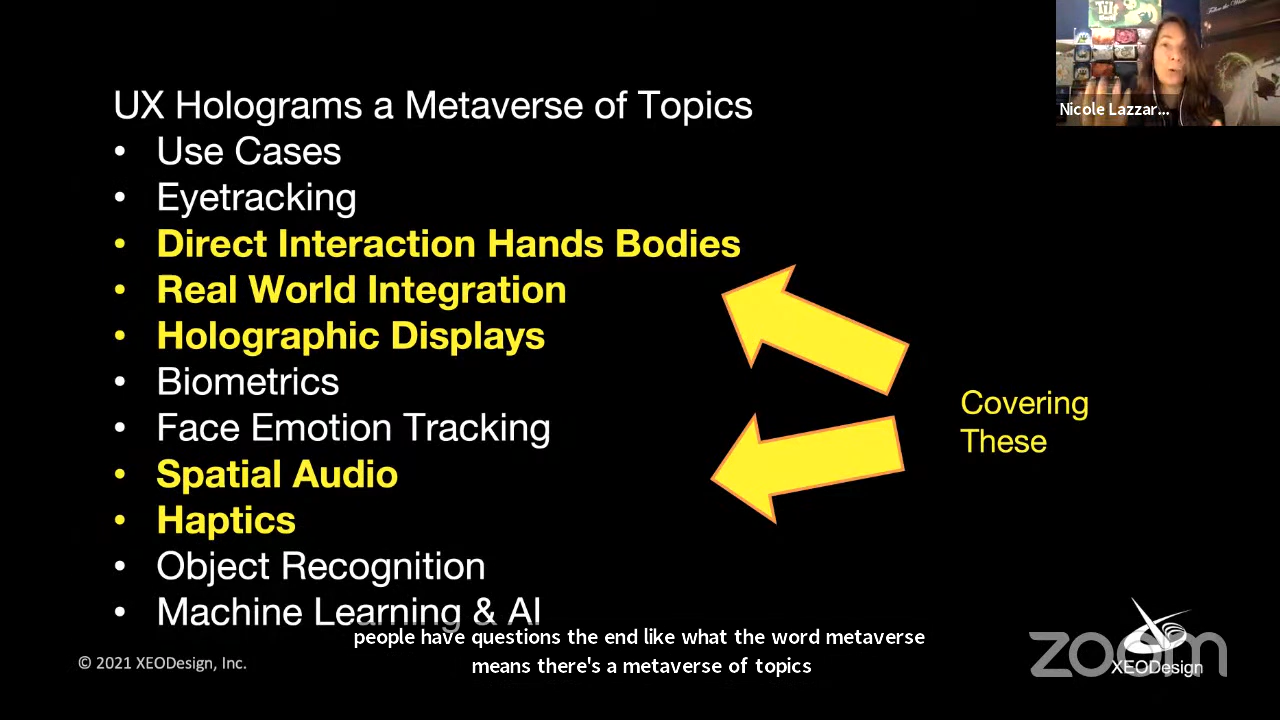 Tilt
Nicole Lazzar...
UX Holograms a Metaverse of Topics
• Use Cases
• Eyetracking
• Direct Interaction Hands Bodies
• Real World Integration
• Holographic Displays
• Biometrics
• Face Emotion Tracking
• Spatial Audio
• Haptics
• Object Recognition
• Machine Learning & AI
Covering
These
people have questions the end like what the word metaverse
means there's a metaverse of topics
© 2021 XEODesign, Inc.
zoom
XEODesign